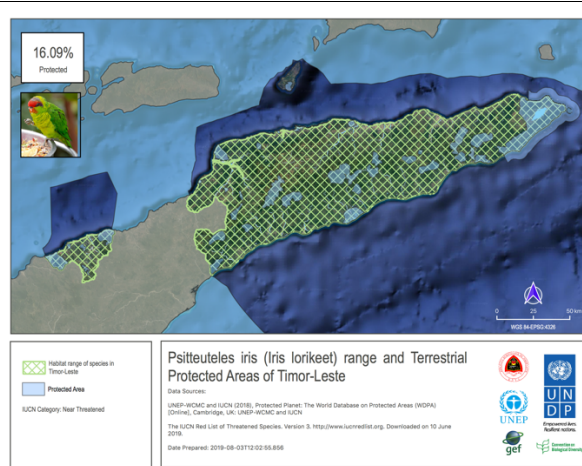 16.09%
Protected
0 25 50 km
WGS 84-EPSG:4326
Habitat range of species in
Timor-Leste
Protected Area
IUCN Category: Near Threatened
Psitteuteles iris (Iris lorikeet) range and Terrestrial
Protected Areas of Timor-Leste
Data Sources:
UNEP-WCMC and IUCN (2018), Protected Planet: The World Database on Protected Areas (WDPA)
[Online], Cambridge, UK: UNEP-WCMC and IUCN
The IUCN Red List of Threatened Species. Version 3. http://www.iucnredlist.org. Downloaded on 10 June
2019.
Date Prepared: 2019-08-03T12:02:55.856
UNEP
gef
U N
D P
Empowered lives.
Resilient nations.
Convention on
Biological Diversity